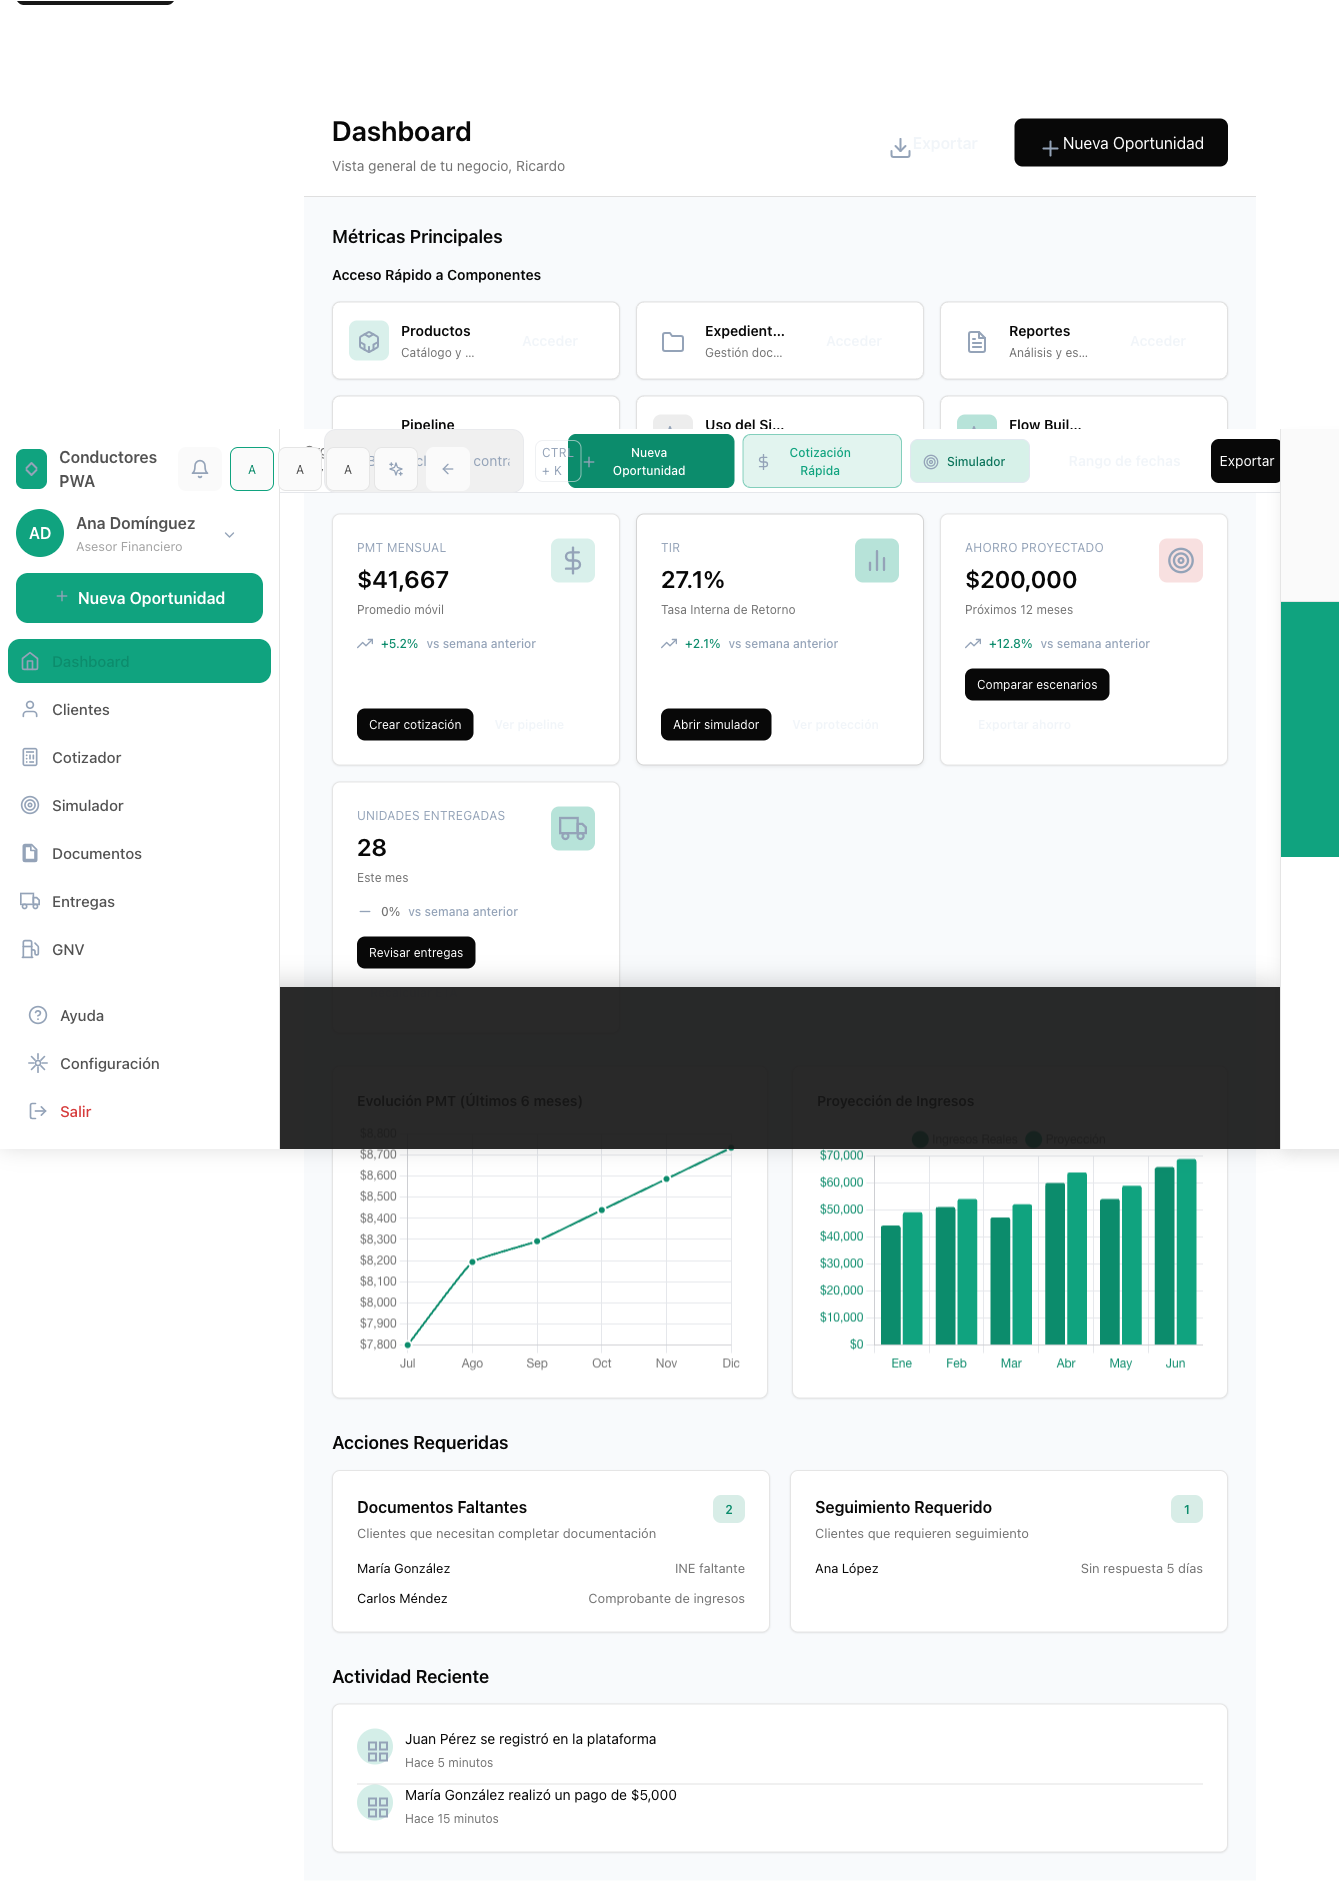 Dashboard
Vista general de tu negocio, Ricardo
Exportar
Nueva Oportunidad
Métricas Principales
Acceso Rápido a Componentes
Productos
Catálogo y ...
Acceder
Expedient...
Gestión doc...
Acceder
Reportes
Análisis y es...
Acceder
Pipeline
Uso del Si...
Flow Buil...
Conductores
PWA
A
A
A
contra
CTRL
+ K
Nueva
Oportunidad
Cotización
Rápida
Simulador
Rango de fechas
Exportar
AD
Ana Domínguez
Asesor Financiero
Nueva Oportunidad
Dashboard
Clientes
Cotizador
Simulador
Documentos
Entregas
GNV
Ayuda
Configuración
Salir
PMT MENSUAL
$41,667
Promedio móvil
+5.2% vs semana anterior
Crear cotización
Ver pipeline
TIR
27.1%
Tasa Interna de Retorno
+2.1% vs semana anterior
Abrir simulador
Ver protección
AHORRO PROYECTADO
$200,000
Próximos 12 meses
+12.8% vs semana anterior
Comparar escenarios
Exportar ahorro
UNIDADES ENTREGADAS
28
Este mes
0% vs semana anterior
Revisar entregas
Evolución PMT (Últimos 6 meses)
$8,800
$8,700
$8,600
$8,500
$8,400
$8,300
$8,200
$8,100
$8,000
$7,900
$7,800
Jul Ago Sep Oct Nov Dic
Proyección de Ingresos
Ingresos Reales Proyección
$70,000
$60,000
$50,000
$40,000
$30,000
$20,000
$10,000
$0
Ene Feb Mar Abr May Jun
Acciones Requeridas
Documentos Faltantes
2
Clientes que necesitan completar documentación
María González INE faltante
Carlos Méndez Comprobante de ingresos
Seguimiento Requerido
1
Clientes que requieren seguimiento
Ana López Sin respuesta 5 días
Actividad Reciente
Juan Pérez se registró en la plataforma
Hace 5 minutos
María González realizó un pago de $5,000
Hace 15 minutos